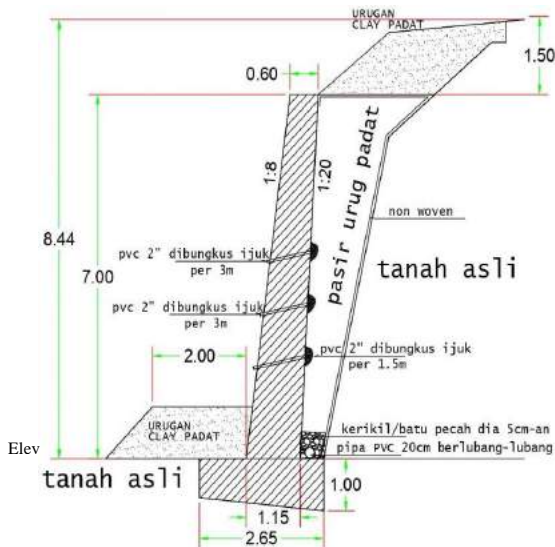 URUGAN
CLAY PADAT
1.50
0.60
1:8
1:20
pasir urug padat
non woven
8.44
7.00
tanah asli
pvc 2" dibungkus ijuk
per 3m
pvc 2" dibungkus ijuk
per 3m
pvc 2" dibungkus ijuk
per 1.5m
2.00
URUGAN
CLAY PADAT
kerikil/batu pecah dia 5cm-an
pipa PVC 20cm berlubang-lubang
Elev
tanah asli
1.00
1.15
2.65